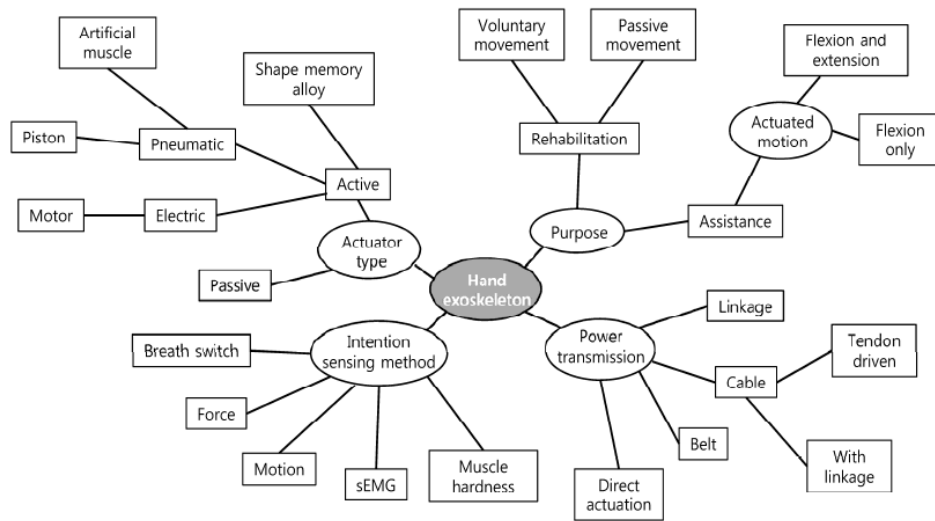 Artificial
muscle
Shape memory
alloy
Piston
Pneumatic
Active
Motor
Electric
Actuator
type
Passive
Voluntary
movement
Passive
movement
Rehabilitation
Purpose
Flexion and
extension
Actuated
motion
Flexion
only
Assistance
Hand
exoskeleton
Intention
sensing method
Breath switch
Force
Motion
sEMG
Muscle
hardness
Power
transmission
Linkage
Cable
Tendon
driven
With
linkage
Belt
Direct
actuation